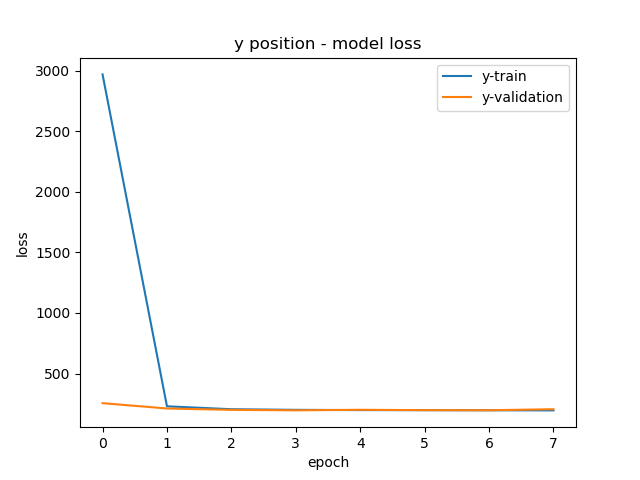 y position - model loss
y-train
y-validation
3000
2500
2000
1500
1000
500
loss
0 1 2 3 4 5 6 7
epoch